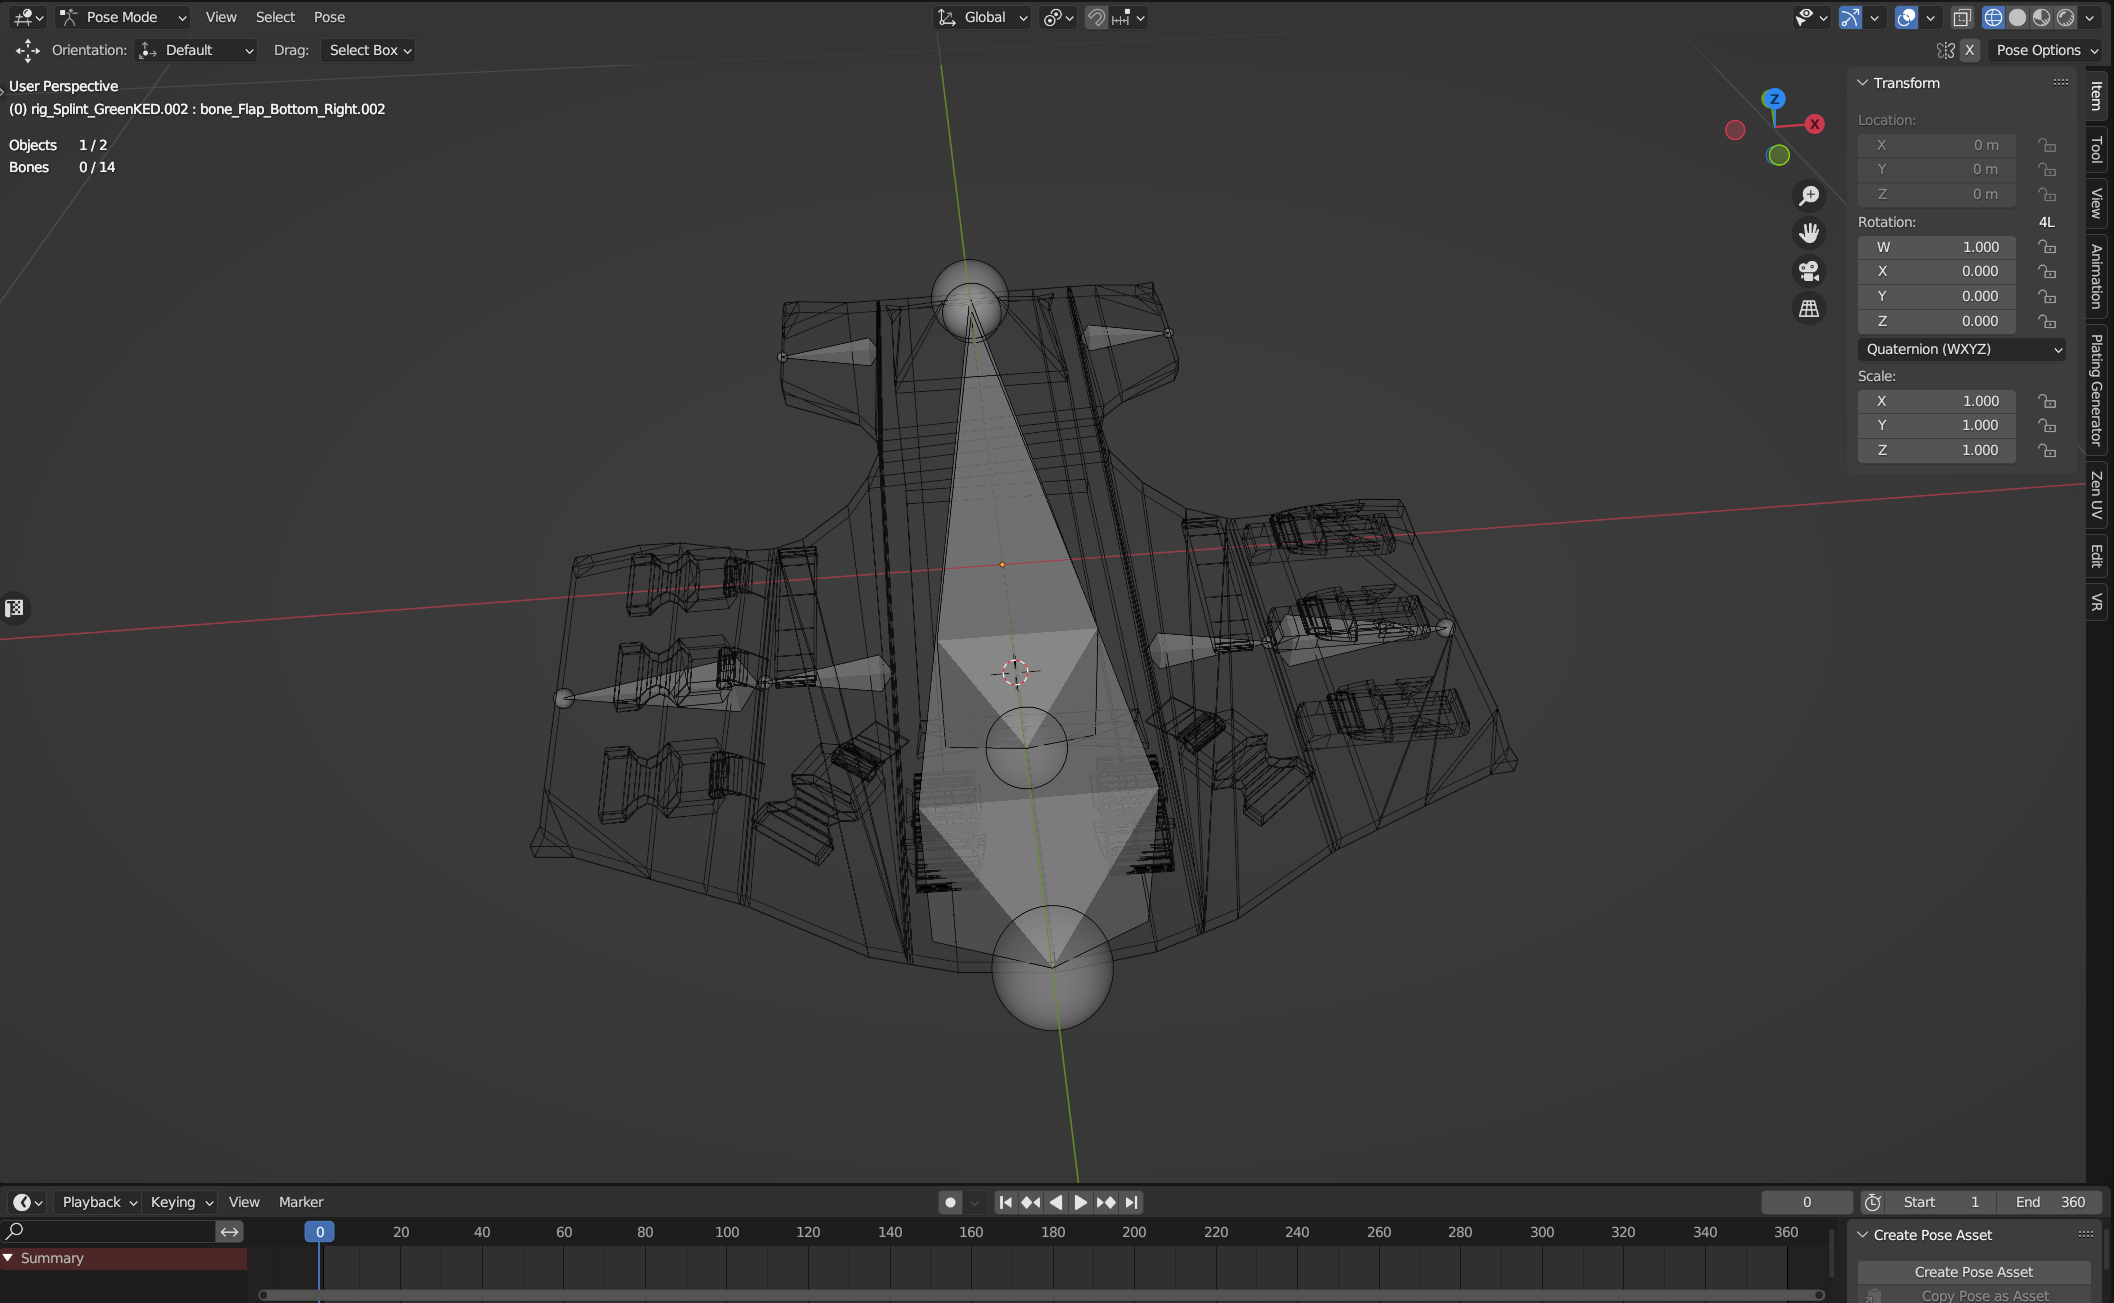 Pose Mode View Select Pose Global
Orientation: Default Drag: Select Box X Pose Options
User Perspective
(0) rig_Splint_GreenKED.002 : bone_Flap_Bottom_Right.002
Objects 1 / 2
Bones 0 / 14
Z
X
Transform
Location:
X 0 m
Y 0 m
Z 0 m
Rotation: 4L
W 1.000
X 0.000
Y 0.000
Z 0.000
Quaternion (WXYZ)
Scale:
X 1.000
Y 1.000
Z 1.000
Item
Tool
View
Animation
Plating Generator
Zen UV
Edit
VR
Playback Keying View Marker 0 Start 1 End 360
0 20 40 60 80 100 120 140 160 180 200 220 240 260 280 300 320 340 360
Summary
Create Pose Asset
Create Pose Asset
Copy Pose as Asset